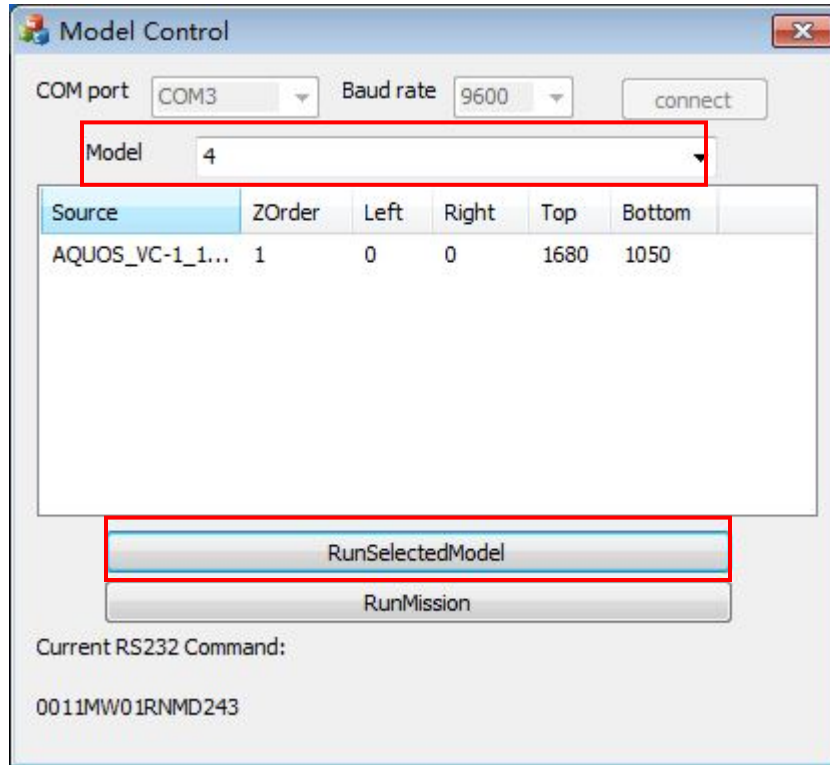 Model Control
COM port COM3 Baud rate 9600 connect
Model 4
Source ZOrder Left Right Top Bottom
AQUOS_VC-1_1... 1 0 0 1680 1050
RunSelectedModel
RunMission
Current RS232 Command:
0011MW01RNMD243